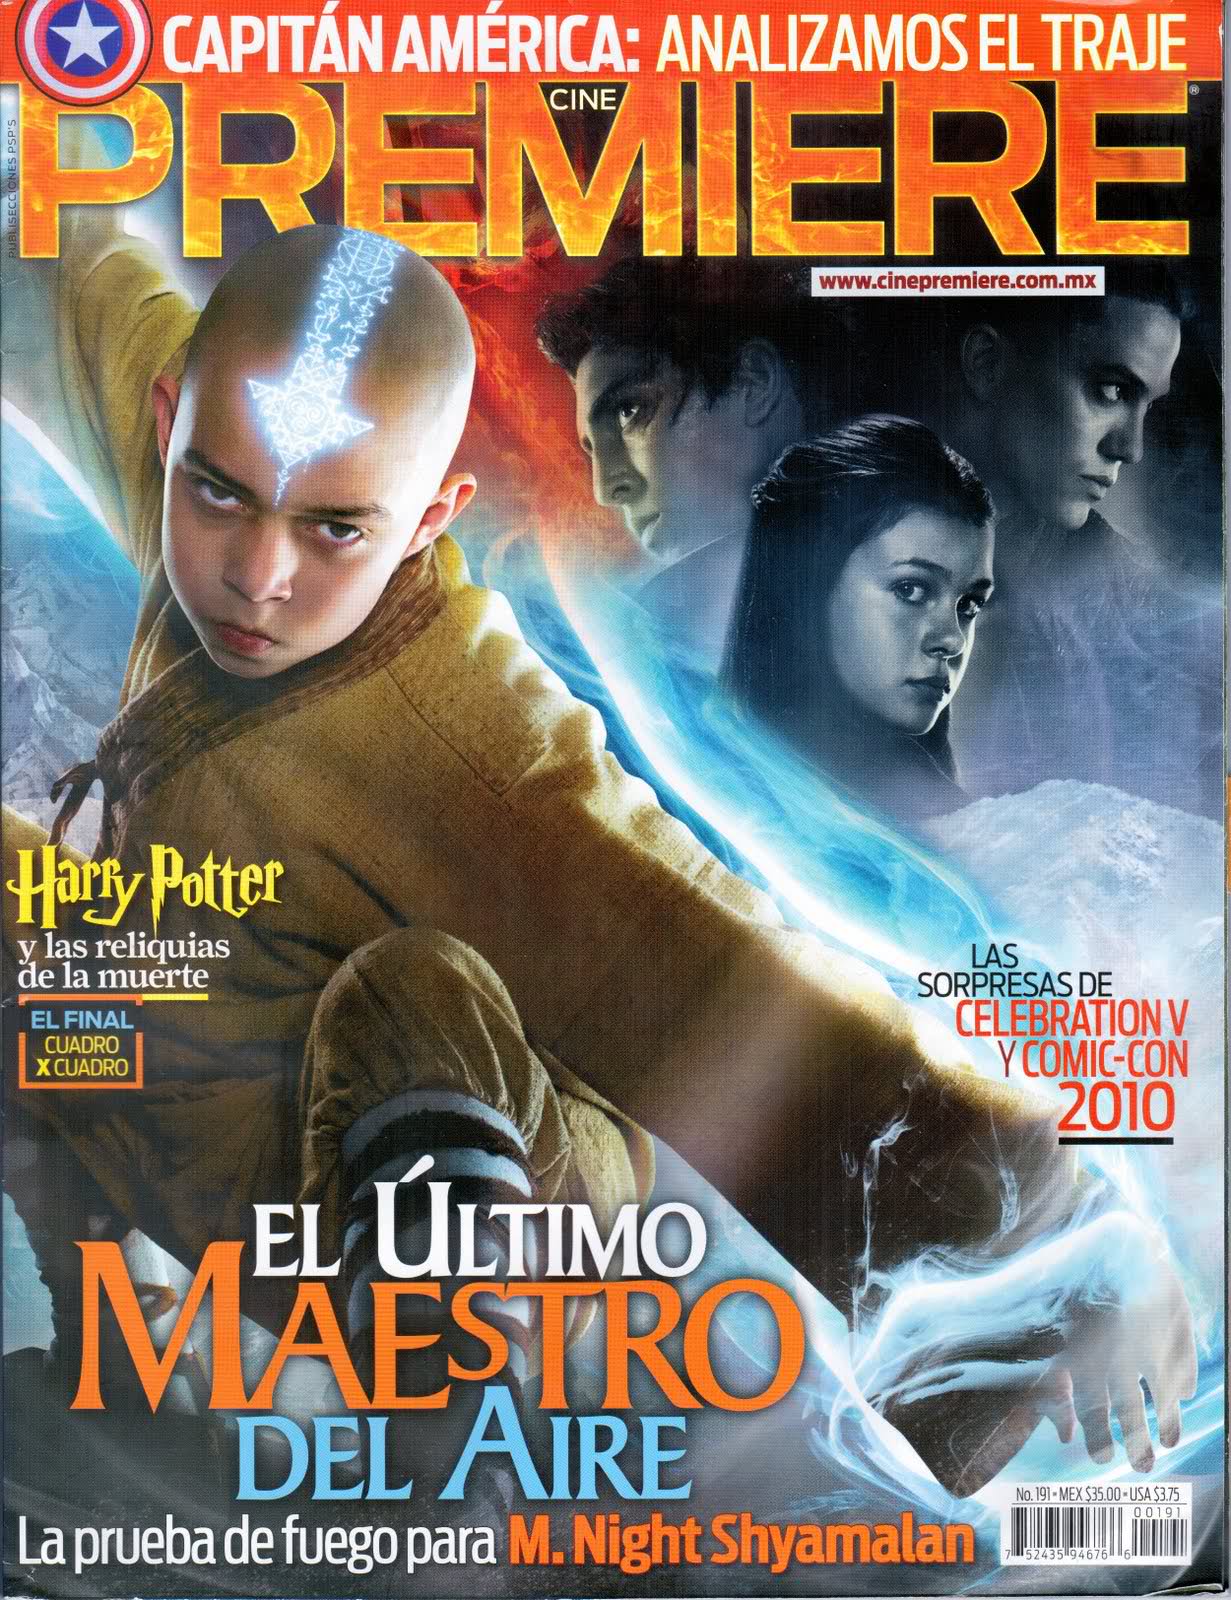 CAPITÁN AMÉRICA: ANALIZAMOS EL TRAJE
CINE
PREMIERE®
PUBLISECCIONES PSP'S
www.cinepremiere.com.mx
Harry Potter
y las reliquias
de la muerte
EL FINAL
CUADRO
X CUADRO
LAS
SORPRESAS DE
CELEBRATION V
Y COMIC-CON
2010
EL ÚLTIMO
MAESTRO
DEL AIRE
La prueba de fuego para M. Night Shyamalan
No. 191 • MEX $35.00 • USA $3.75
00191
7 52435 94676 6